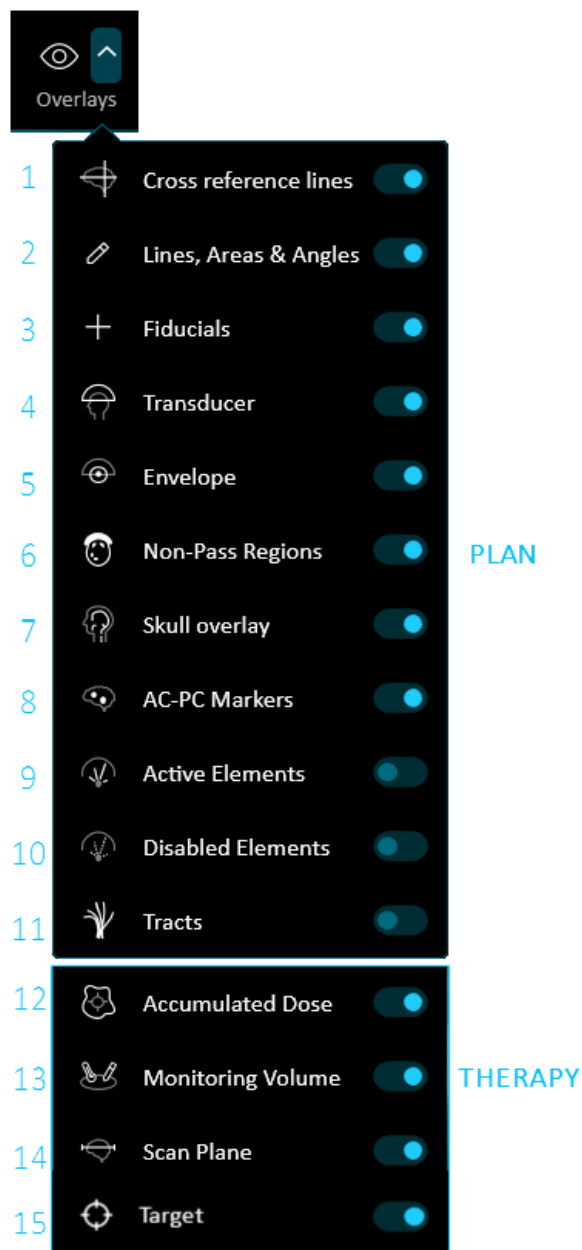 Overlays
1 Cross reference lines
2 Lines, Areas & Angles
3 Fiducials
4 Transducer
5 Envelope
6 Non-Pass Regions PLAN
7 Skull overlay
8 AC-PC Markers
9 Active Elements
10 Disabled Elements
11 Tracts
12 Accumulated Dose
13 Monitoring Volume THERAPY
14 Scan Plane
15 Target